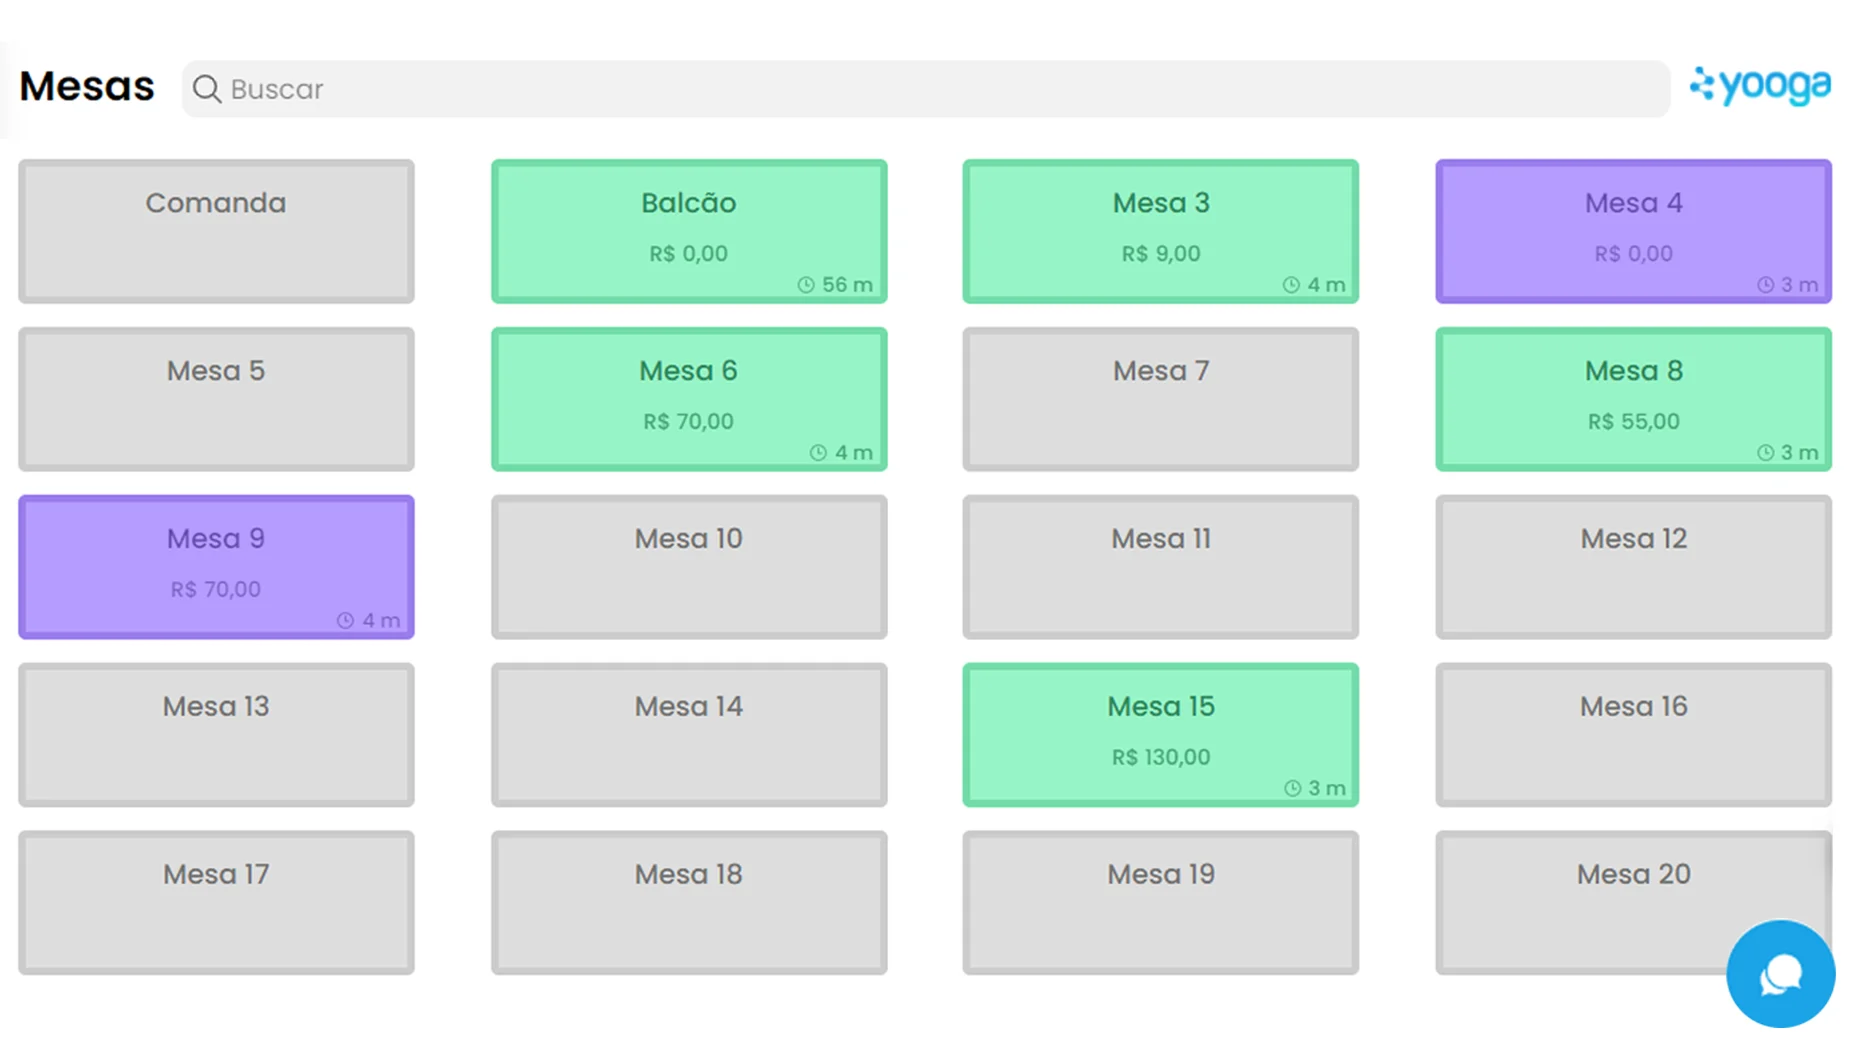 Mesas
Buscar
yooga
Comanda
Balcão
R$ 0,00
56 m
Mesa 3
R$ 9,00
4 m
Mesa 4
R$ 0,00
3 m
Mesa 5
Mesa 6
R$ 70,00
4 m
Mesa 7
Mesa 8
R$ 55,00
3 m
Mesa 9
R$ 70,00
4 m
Mesa 10
Mesa 11
Mesa 12
Mesa 13
Mesa 14
Mesa 15
R$ 130,00
3 m
Mesa 16
Mesa 17
Mesa 18
Mesa 19
Mesa 20